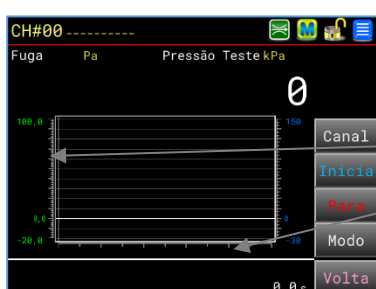 CH#00----------
M
Fuga Pa Pressão Teste kPa
0
100,0 150
Canal
Inicia
Para
0,0 0
-20,0 -30
Modo
Volta
0.0s